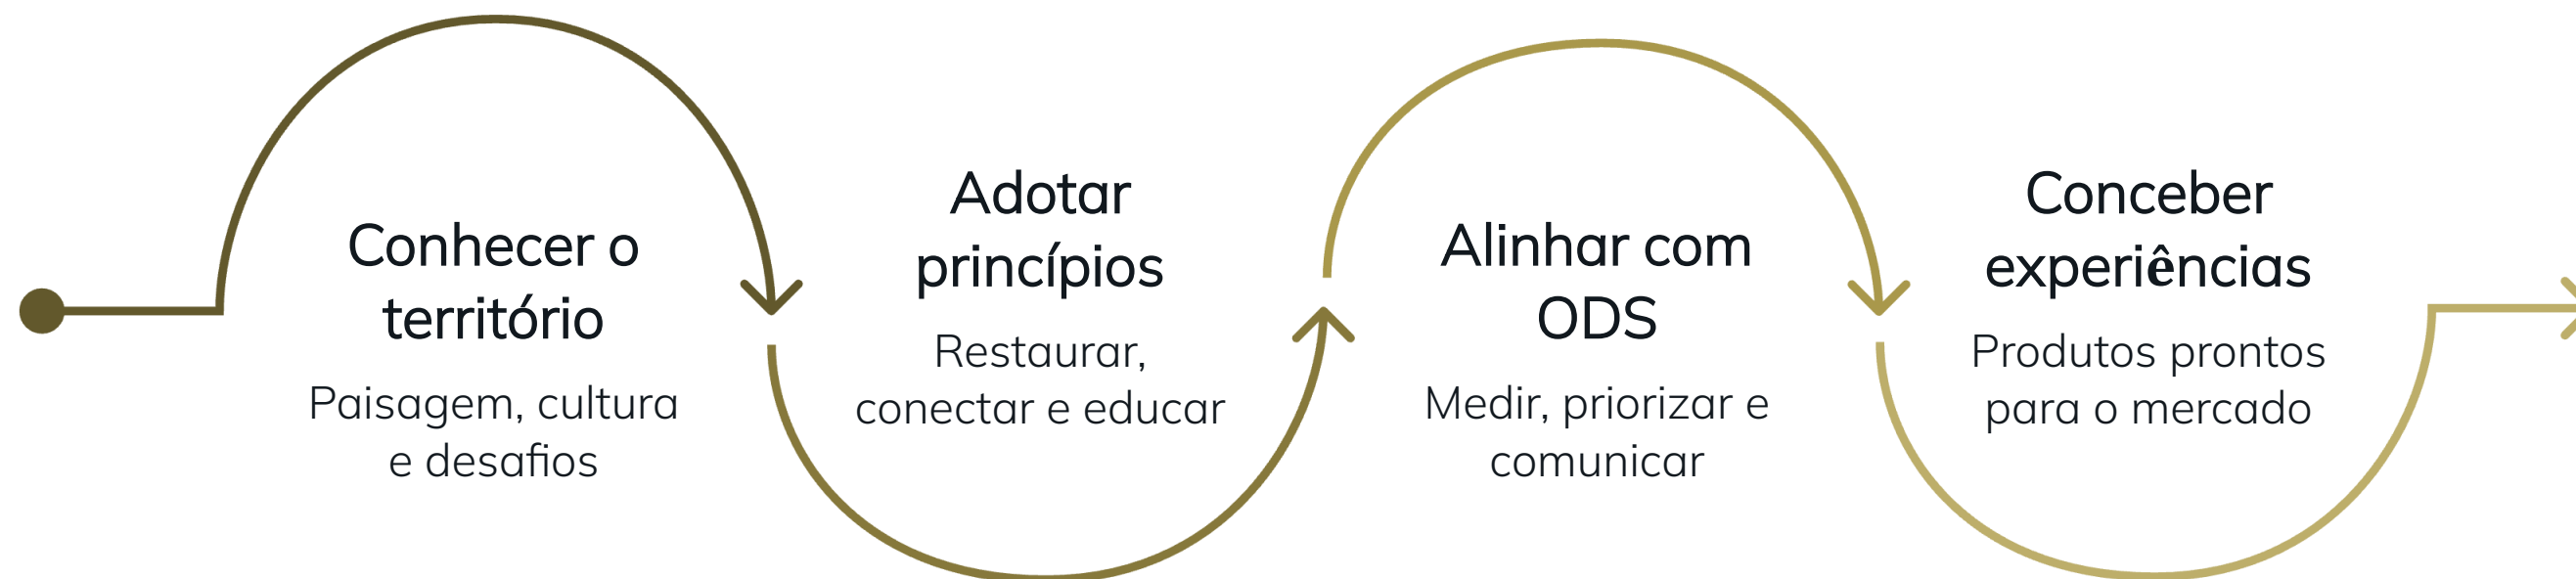 Conhecer o
território
Paisagem, cultura
e desafios
Adotar
princípios
Restaurar,
conectar e educar
Alinhar com
ODS
Medir, priorizar e
comunicar
Conceber
experiências
Produtos prontos
para o mercado